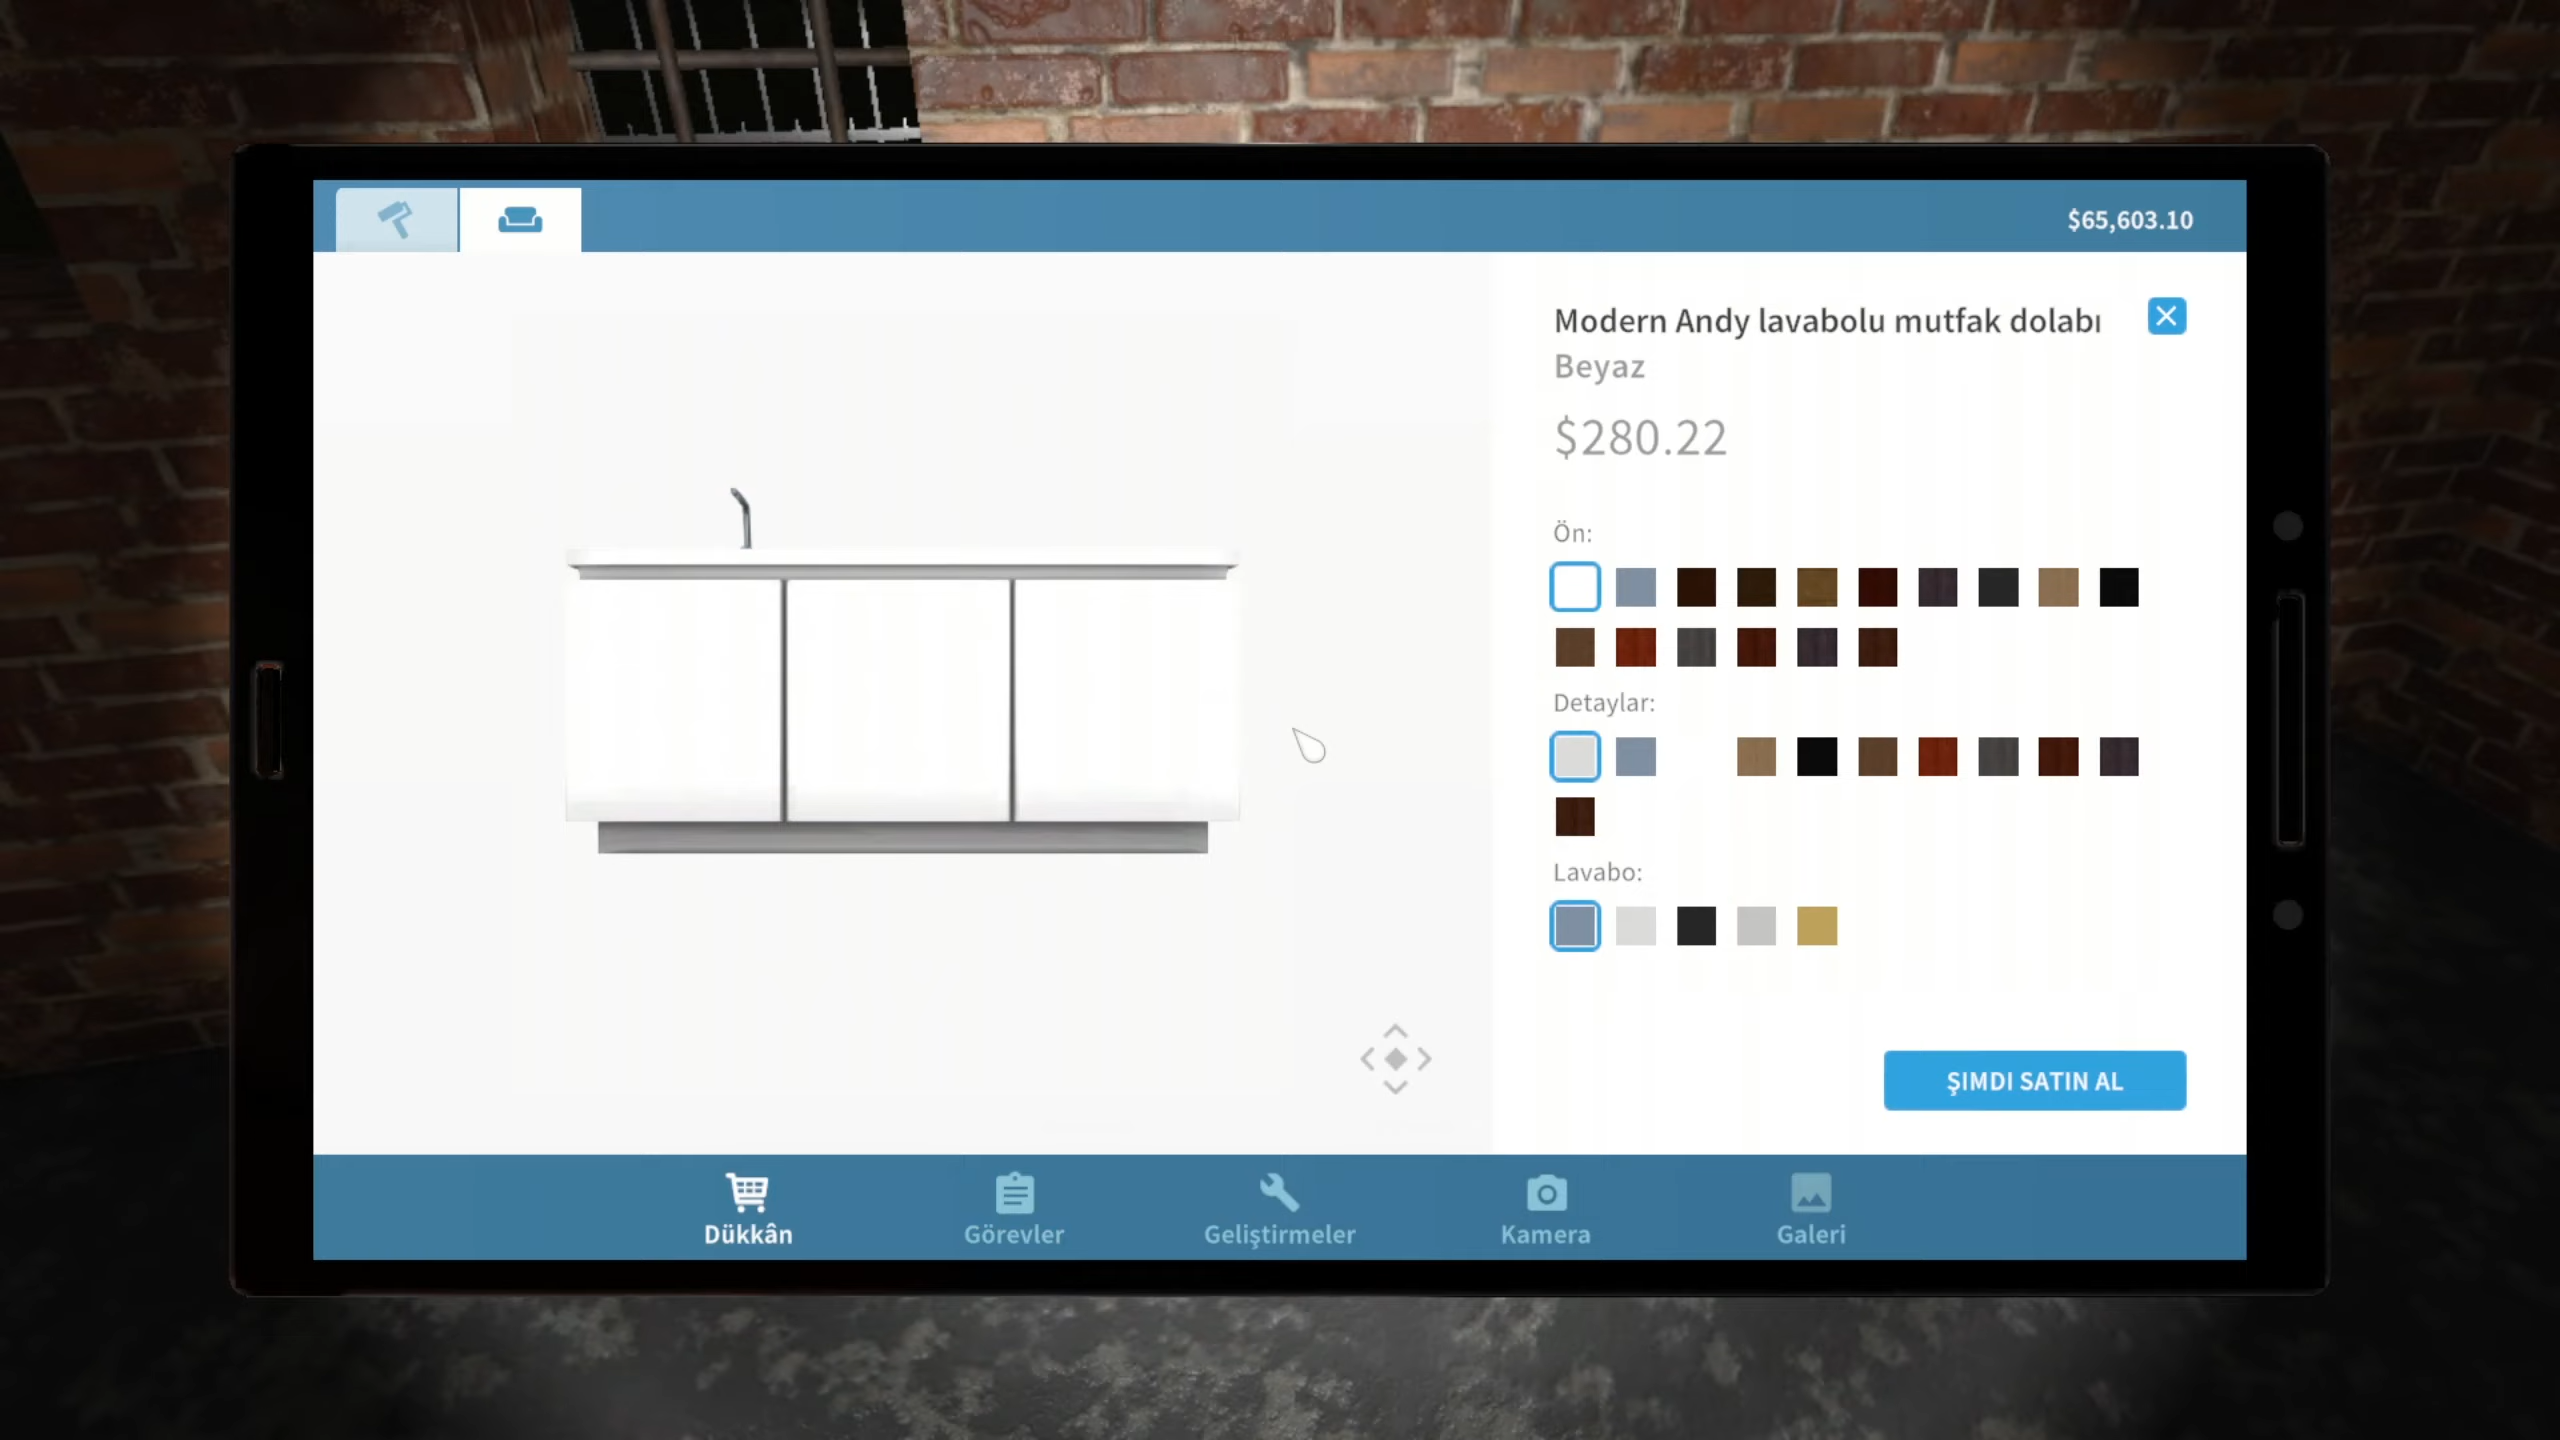 $65,603.10
Modern Andy lavabolu mutfak dolabı
Beyaz
$280.22
Ön:
Detaylar:
Lavabo:
ŞIMDI SATIN AL
Dükkân
Görevler
Geliştirmeler
Kamera
Galeri